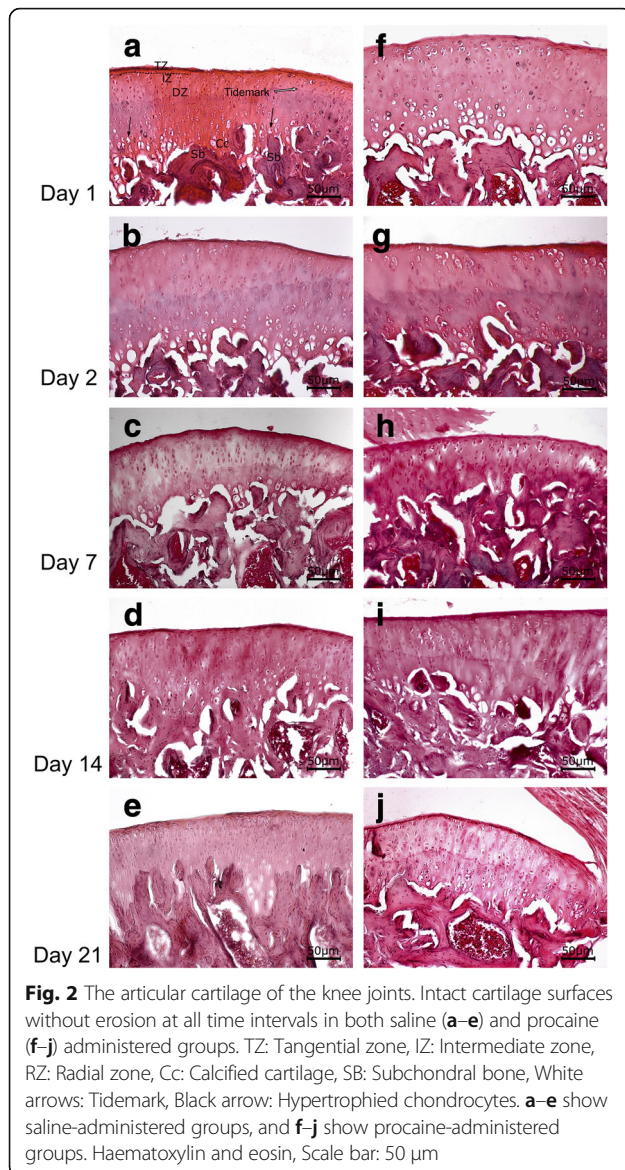 a
TZ
IZ
DZ
Tidemark
Cc
Sb
Sb
50µm
f
50µm
Day 1
b
50µm
g
50µm
Day 2
c
50µm
h
50µm
Day 7
d
50µm
i
50µm
Day 14
e
50µm
j
50µm
Day 21
Fig. 2 The articular cartilage of the knee joints. Intact cartilage surfaces
without erosion at all time intervals in both saline (a–e) and procaine
(f–j) administered groups. TZ: Tangential zone, IZ: Intermediate zone,
RZ: Radial zone, Cc: Calcified cartilage, SB: Subchondral bone, White
arrows: Tidemark, Black arrow: Hypertrophied chondrocytes. a–e show
saline-administered groups, and f–j show procaine-administered
groups. Haematoxylin and eosin, Scale bar: 50 µm